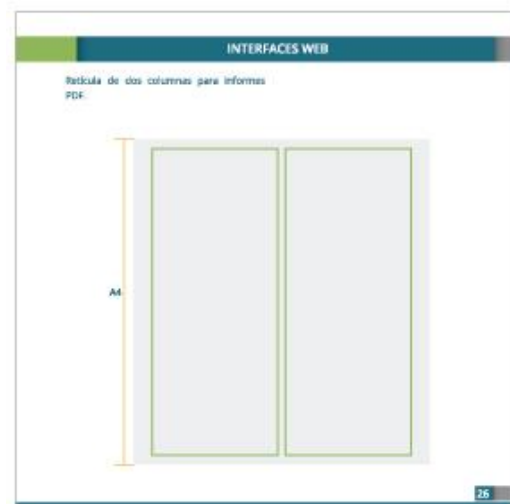 INTERFACES WEB
Retícula de dos columnas para informes
PDF.
A4
26